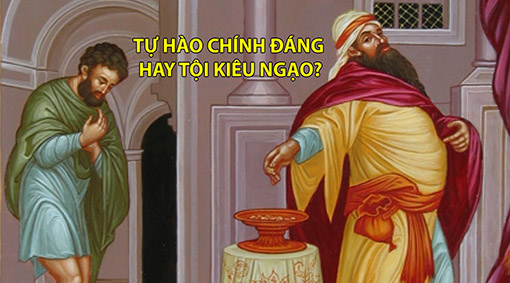 TỰ HÀO CHÍNH ĐÁNG
HAY TỘI KIÊU NGẠO?